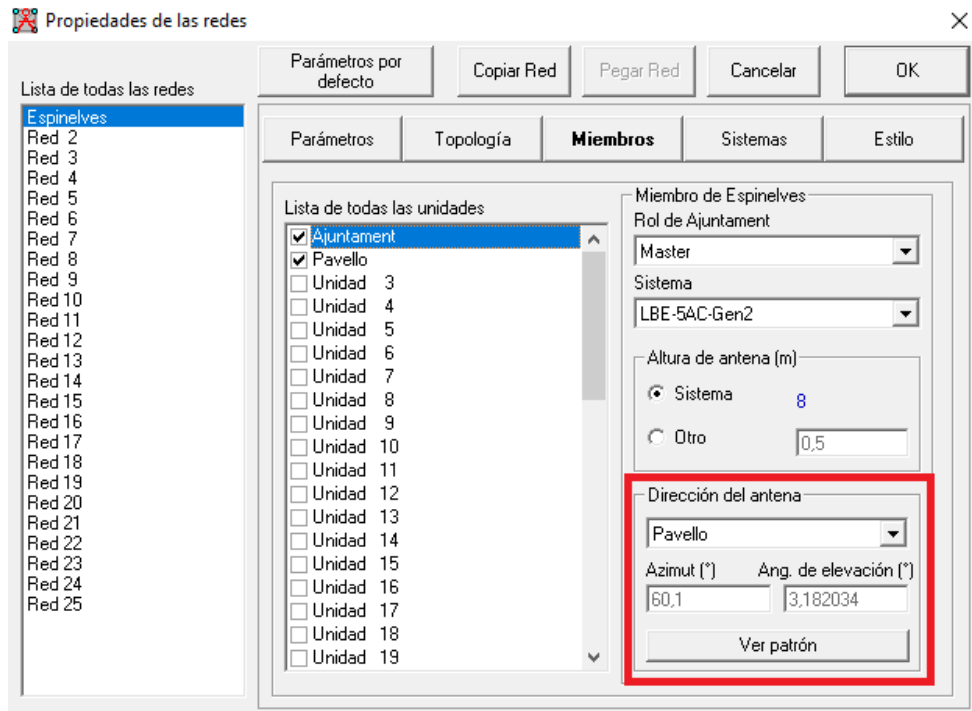 Propiedades de las redes
Lista de todas las redes
Espinelves
Red 2
Red 3
Red 4
Red 5
Red 6
Red 7
Red 8
Red 9
Red 10
Red 11
Red 12
Red 13
Red 14
Red 15
Red 16
Red 17
Red 18
Red 19
Red 20
Red 21
Red 22
Red 23
Red 24
Red 25
Parámetros por
defecto
Copiar Red
Pegar Red
Cancelar
OK
Parámetros
Topología
Miembros
Sistemas
Estilo
Lista de todas las unidades
Ajuntament
Pavello
Unidad 3
Unidad 4
Unidad 5
Unidad 6
Unidad 7
Unidad 8
Unidad 9
Unidad 10
Unidad 11
Unidad 12
Unidad 13
Unidad 14
Unidad 15
Unidad 16
Unidad 17
Unidad 18
Unidad 19
Miembro de Espinelves
Rol de Ajuntament
Master
Sistema
LBE-5AC-Gen2
Altura de antena (m)
Sistema 8
Otro 0,5
Dirección del antena
Pavello
Azimut (°) Ang. de elevación (°)
60,1 3,182034
Ver patrón